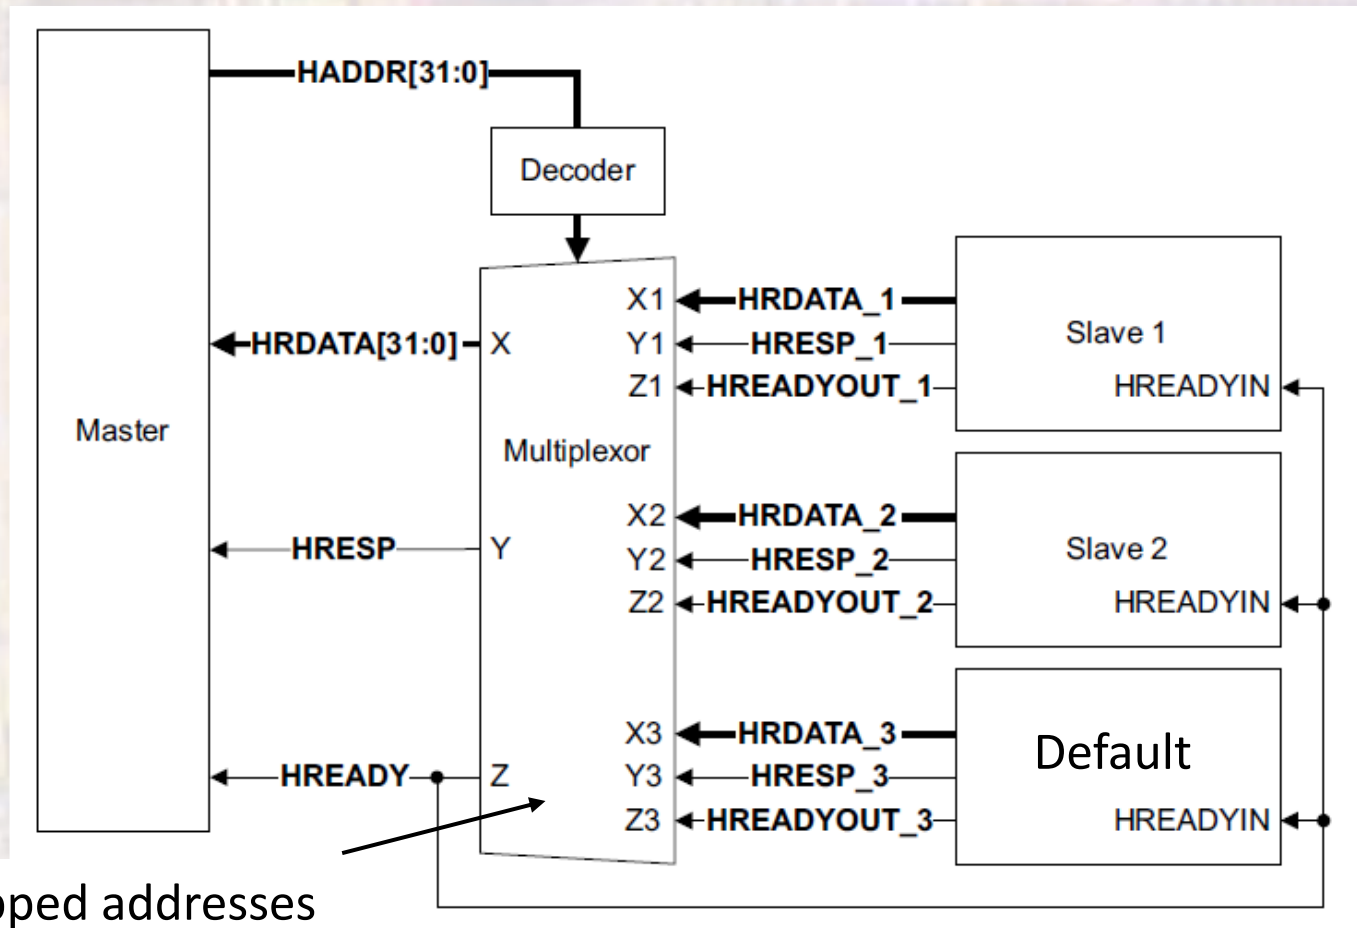 HADDR[31:0]
Decoder
Master
HRDATA[31:0]
HRESP
HREADY
X
Y
Z
Multiplexor
X1
Y1
Z1
X2
Y2
Z2
X3
Y3
Z3
HRDATA_1
HRESP_1
HREADYOUT_1
HRDATA_2
HRESP_2
HREADYOUT_2
HRDATA_3
HRESP_3
HREADYOUT_3
Slave 1
HREADYIN
Slave 2
HREADYIN
Default
HREADYIN
addresses